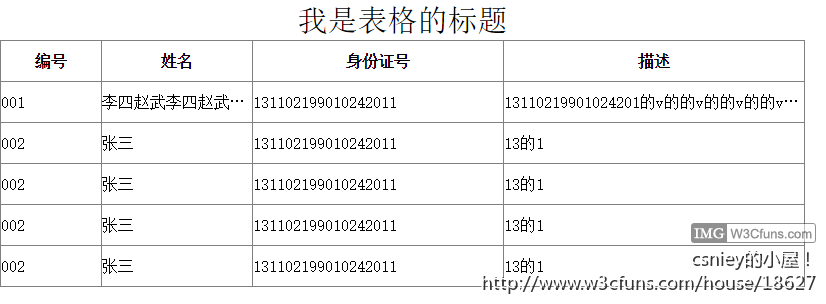 我是表格的标题
编号 姓名 身份证号 描述
001 李四赵武李四赵武… 131102199010242011 13110219901024201的v的的v的的v的的v…
002 张三 131102199010242011 13的1
002 张三 131102199010242011 13的1
002 张三 131102199010242011 13的1
002 张三 131102199010242011 13的1
IMG W3Cfuns.com
csniey的小屋！
http://www.w3cfuns.com/house/18627